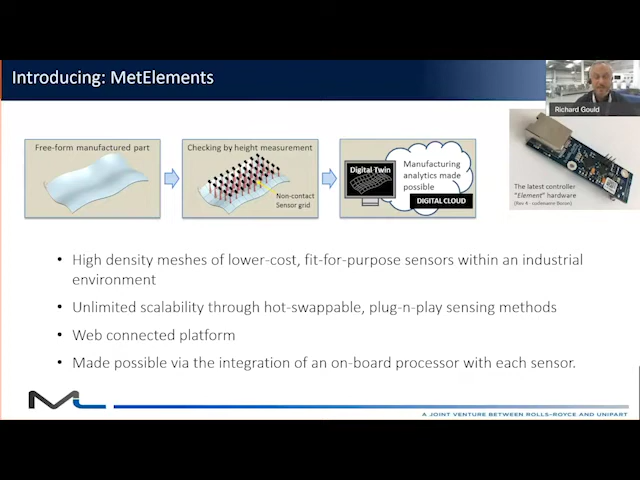 Introducing: MetElements
Richard Gould
Free-form manufactured part
Checking by height measurement
Non-contact
Sensor grid
Digital Twin
Manufacturing
analytics made
possible
DIGITAL CLOUD
The latest controller
"Element" hardware
• High density meshes of lower-cost, fit-for-purpose sensors within an industrial
environment
• Unlimited scalability through hot-swappable, plug-n-play sensing methods
• Web connected platform
• Made possible via the integration of an on-board processor with each sensor.
A JOINT VENTURE BETWEEN ROLLS-ROYCE AND UNIPART